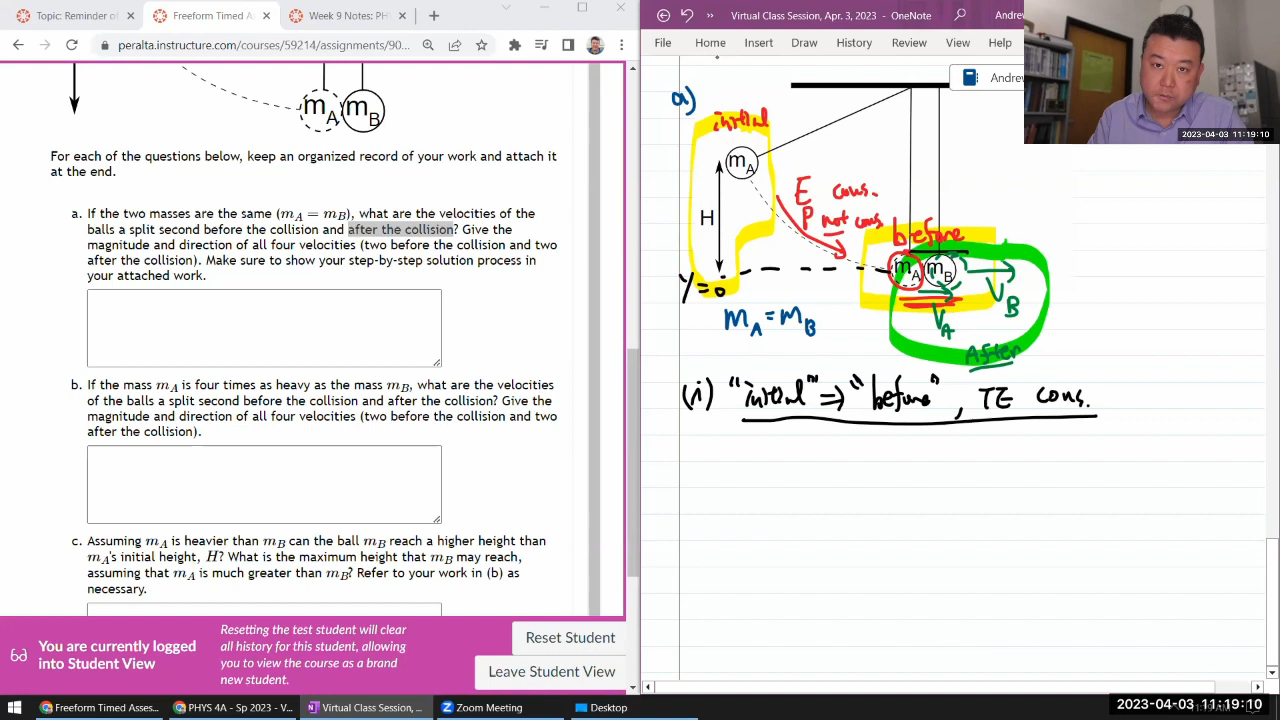 Topic: Reminder of
Freeform Timed A
Week 9 Notes: PH
peralta.instructure.com/courses/59214/assignments/90...
m A
m B
For each of the questions below, keep an organized record of your work and attach it
at the end.
a. If the two masses are the same (mA = mB), what are the velocities of the
balls a split second before the collision and after the collision? Give the
magnitude and direction of all four velocities (two before the collision and two
after the collision). Make sure to show your step-by-step solution process in
your attached work.
b. If the mass mA is four times as heavy as the mass mB, what are the velocities
of the balls a split second before the collision and after the collision? Give the
magnitude and direction of all four velocities (two before the collision and two
after the collision).
c. Assuming mA is heavier than mB can the ball mB reach a higher height than
mA's initial height, H? What is the maximum height that mB may reach,
assuming that mA is much greater than mB? Refer to your work in (b) as
necessary.
You are currently logged
into Student View
Resetting the test student will clear
all history for this student, allowing
you to view the course as a brand
new student.
Reset Student
Leave Student View
Virtual Class Session, Apr. 3, 2023 - OneNote
Andrew
File Home Insert Draw History Review View Help
Andrew
2023-04-03 11:19:10
a)
initial
mA
H
E cons.
P not cons
before
mA mB
y=0
VB
VA
After
mA = mB
(i) "initial" ⇒ "before", TE cons.
Freeform Timed Asses...
PHYS 4A - Sp 2023 - V...
Virtual Class Session, ...
Zoom Meeting
Desktop
2023-04-03 11:19:10